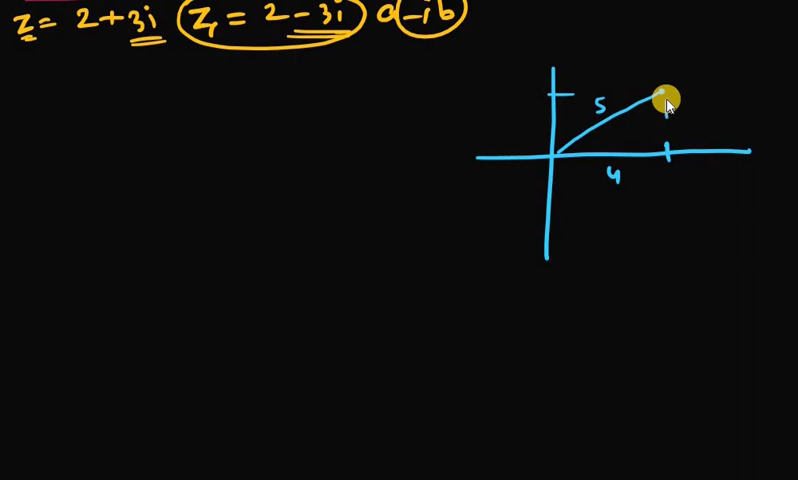 z = 2 + 3i z₁ = 2 - 3i a - ib
5
4